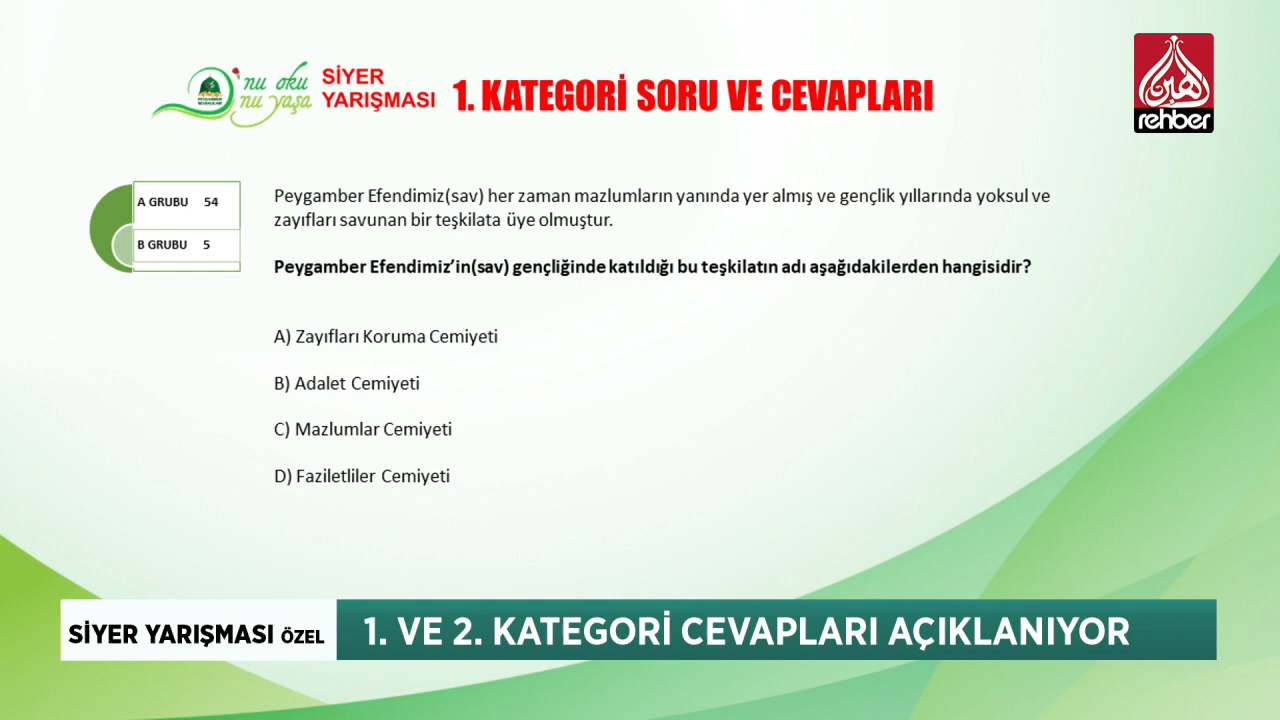 O'nu oku
O'nu yaşa
SİYER
YARIŞMASI
1. KATEGORİ SORU VE CEVAPLARI
rehber
A GRUBU 54
B GRUBU 5
Peygamber Efendimiz(sav) her zaman mazlumların yanında yer almış ve gençlik yıllarında yoksul ve
zayıfları savunan bir teşkilata üye olmuştur.
Peygamber Efendimiz’in(sav) gençliğinde katıldığı bu teşkilatın adı aşağıdakilerden hangisidir?
A) Zayıfları Koruma Cemiyeti
B) Adalet Cemiyeti
C) Mazlumlar Cemiyeti
D) Faziletliler Cemiyeti
SİYER YARIŞMASI ÖZEL
1. VE 2. KATEGORİ CEVAPLARI AÇIKLANIYOR